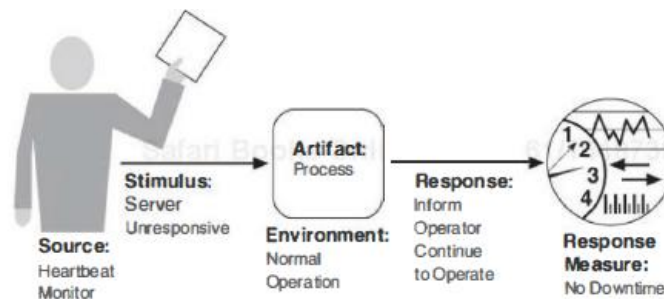 Source:
Heartbeat
Monitor
Stimulus:
Server
Unresponsive
Artifact:
Process
Environment:
Normal
Operation
Response:
Inform
Operator
Continue
to Operate
1
2
3
4
Response
Measure:
No Downtime